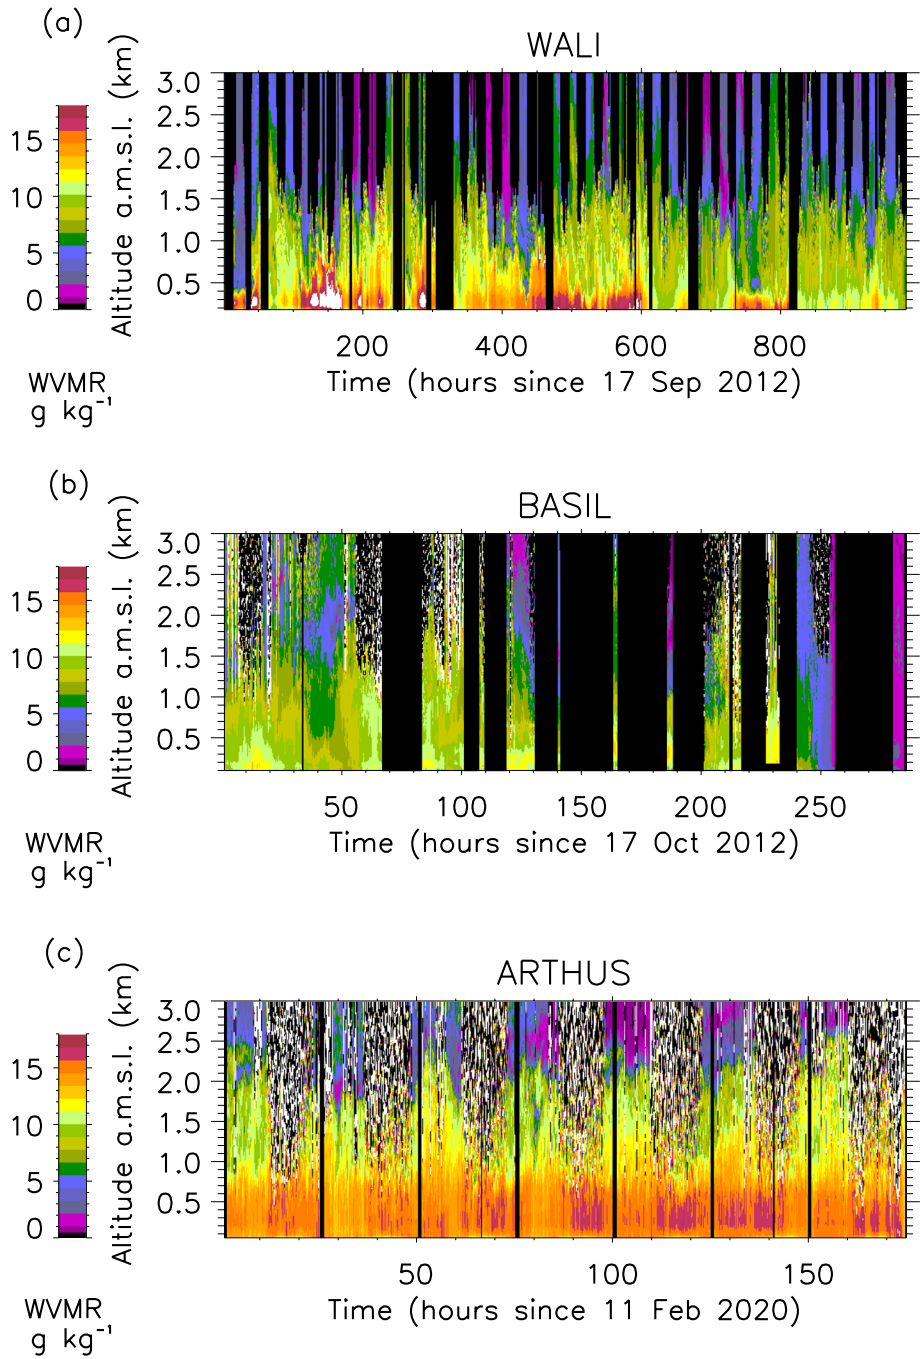 (a)
WALI
Altitude a.m.s.l. (km)
3.0
2.5
2.0
1.5
1.0
0.5
15
10
5
0
200 400 600 800
WVMR
g kg⁻¹
Time (hours since 17 Sep 2012)
(b)
BASIL
Altitude a.m.s.l. (km)
3.0
2.5
2.0
1.5
1.0
0.5
15
10
5
0
50 100 150 200 250
WVMR
g kg⁻¹
Time (hours since 17 Oct 2012)
(c)
ARTHUS
Altitude a.m.s.l. (km)
3.0
2.5
2.0
1.5
1.0
0.5
15
10
5
0
50 100 150
WVMR
g kg⁻¹
Time (hours since 11 Feb 2020)